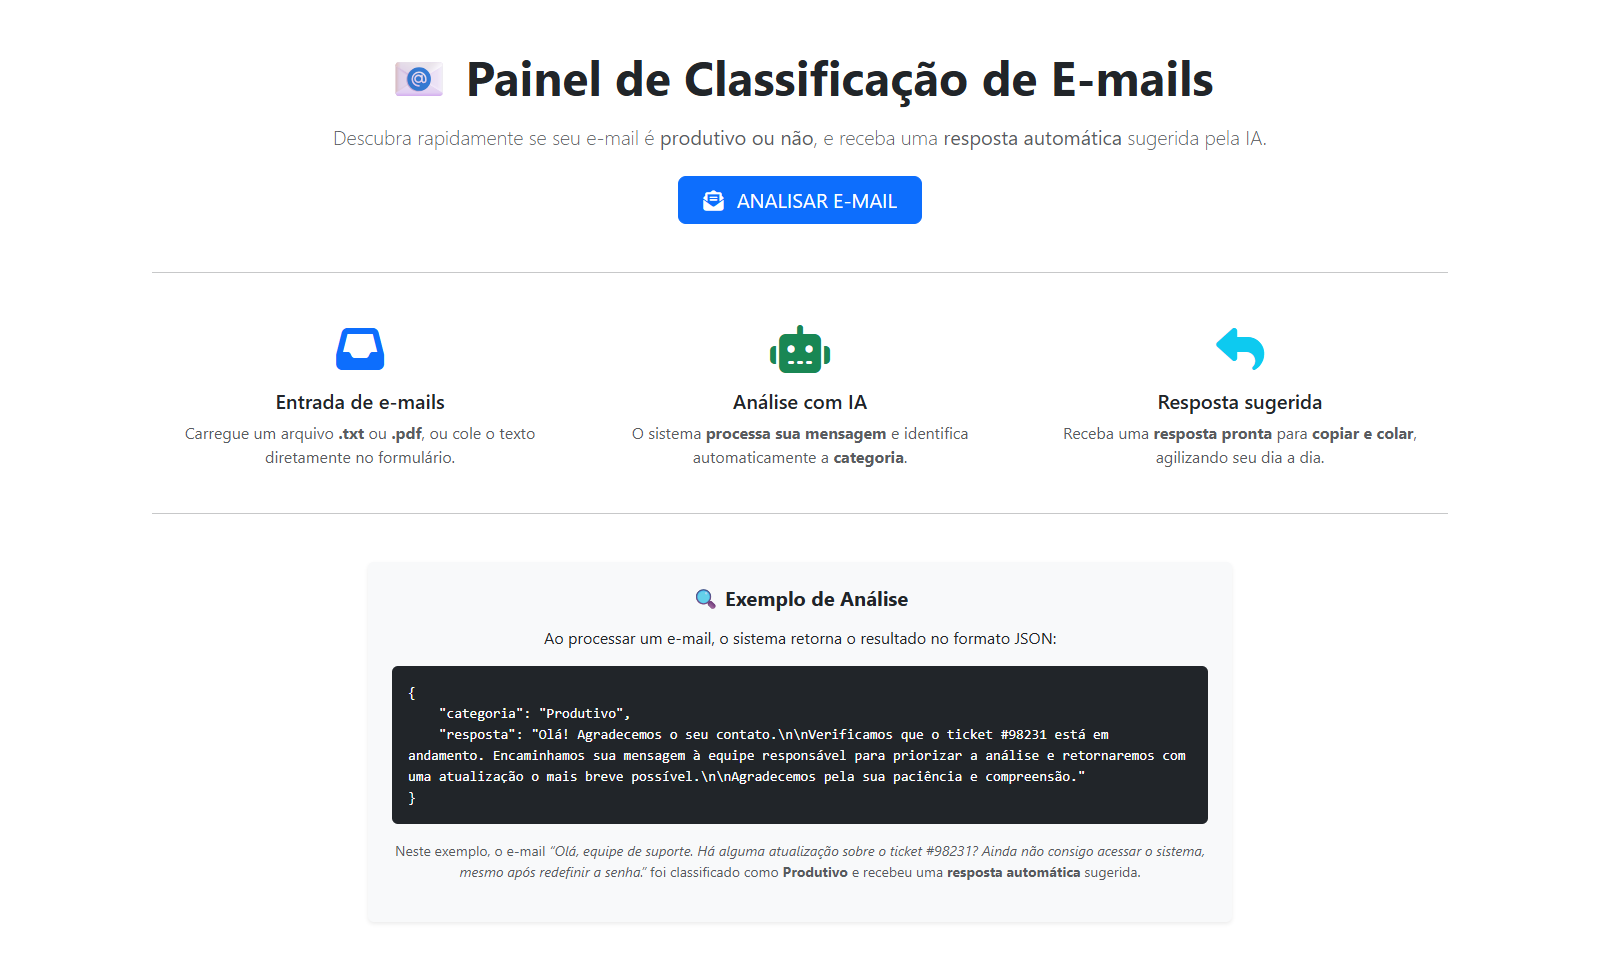 Painel de Classificação de E-mails
Descubra rapidamente se seu e-mail é produtivo ou não, e receba uma resposta automática sugerida pela IA.
ANALISAR E-MAIL
Entrada de e-mails
Carregue um arquivo .txt ou .pdf, ou cole o texto
diretamente no formulário.
Análise com IA
O sistema processa sua mensagem e identifica
automaticamente a categoria.
Resposta sugerida
Receba uma resposta pronta para copiar e colar,
agilizando seu dia a dia.
Exemplo de Análise
Ao processar um e-mail, o sistema retorna o resultado no formato JSON:
{
    "categoria": "Produtivo",
    "resposta": "Olá! Agradecemos o seu contato.\n\nVerificamos que o ticket #98231 está em
andamento. Encaminhamos sua mensagem à equipe responsável para priorizar a análise e retornaremos com
uma atualização o mais breve possível.\n\nAgradecemos pela sua paciência e compreensão."
}
Neste exemplo, o e-mail “Olá, equipe de suporte. Há alguma atualização sobre o ticket #98231? Ainda não consigo acessar o sistema,
mesmo após redefinir a senha.” foi classificado como Produtivo e recebeu uma resposta automática sugerida.